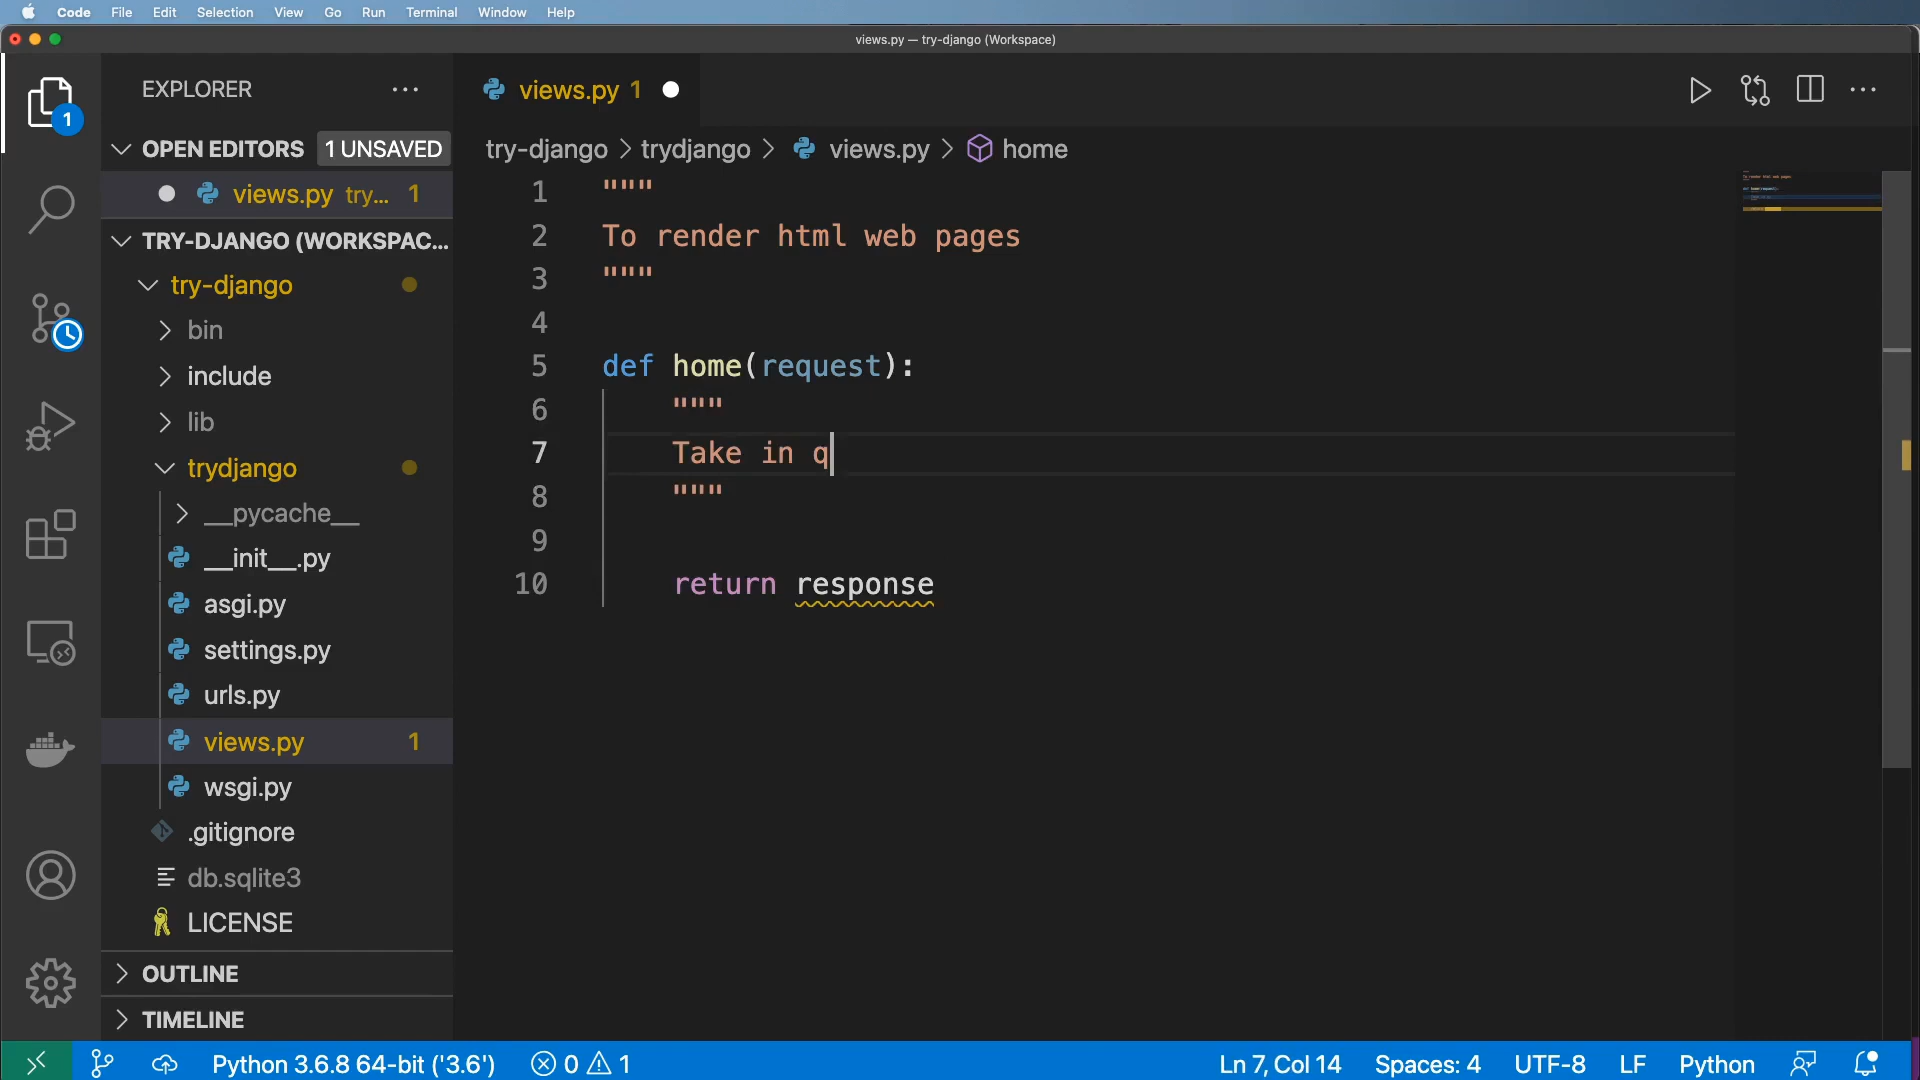 Code File Edit Selection View Go Run Terminal Window Help
views.py — try-django (Workspace)
EXPLORER
1
OPEN EDITORS 1 UNSAVED
views.py try... 1
TRY-DJANGO (WORKSPAC...
try-django
bin
include
lib
trydjango
__pycache__
__init__.py
asgi.py
settings.py
urls.py
views.py 1
wsgi.py
.gitignore
db.sqlite3
LICENSE
OUTLINE
TIMELINE
views.py 1
try-django > trydjango > views.py > home
1 """
2 To render html web pages
3 """
4
5 def home(request):
6 """
7 Take in q
8 """
9
10 return response
Python 3.6.8 64-bit ('3.6') 0 1 Ln 7, Col 14 Spaces: 4 UTF-8 LF Python